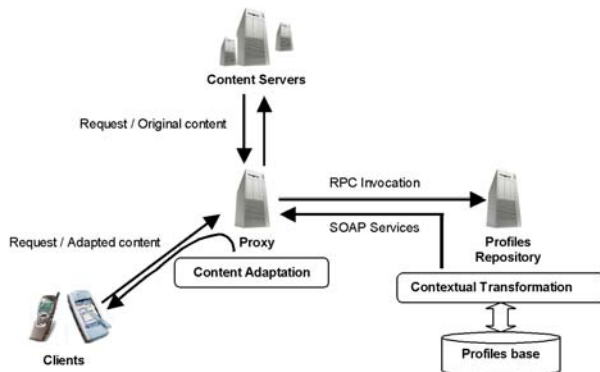 Content Servers
Request / Original content
RPC Invocation
SOAP Services
Proxy
Profiles
Repository
Request / Adapted content
Content Adaptation
Contextual Transformation
Clients
Profiles base